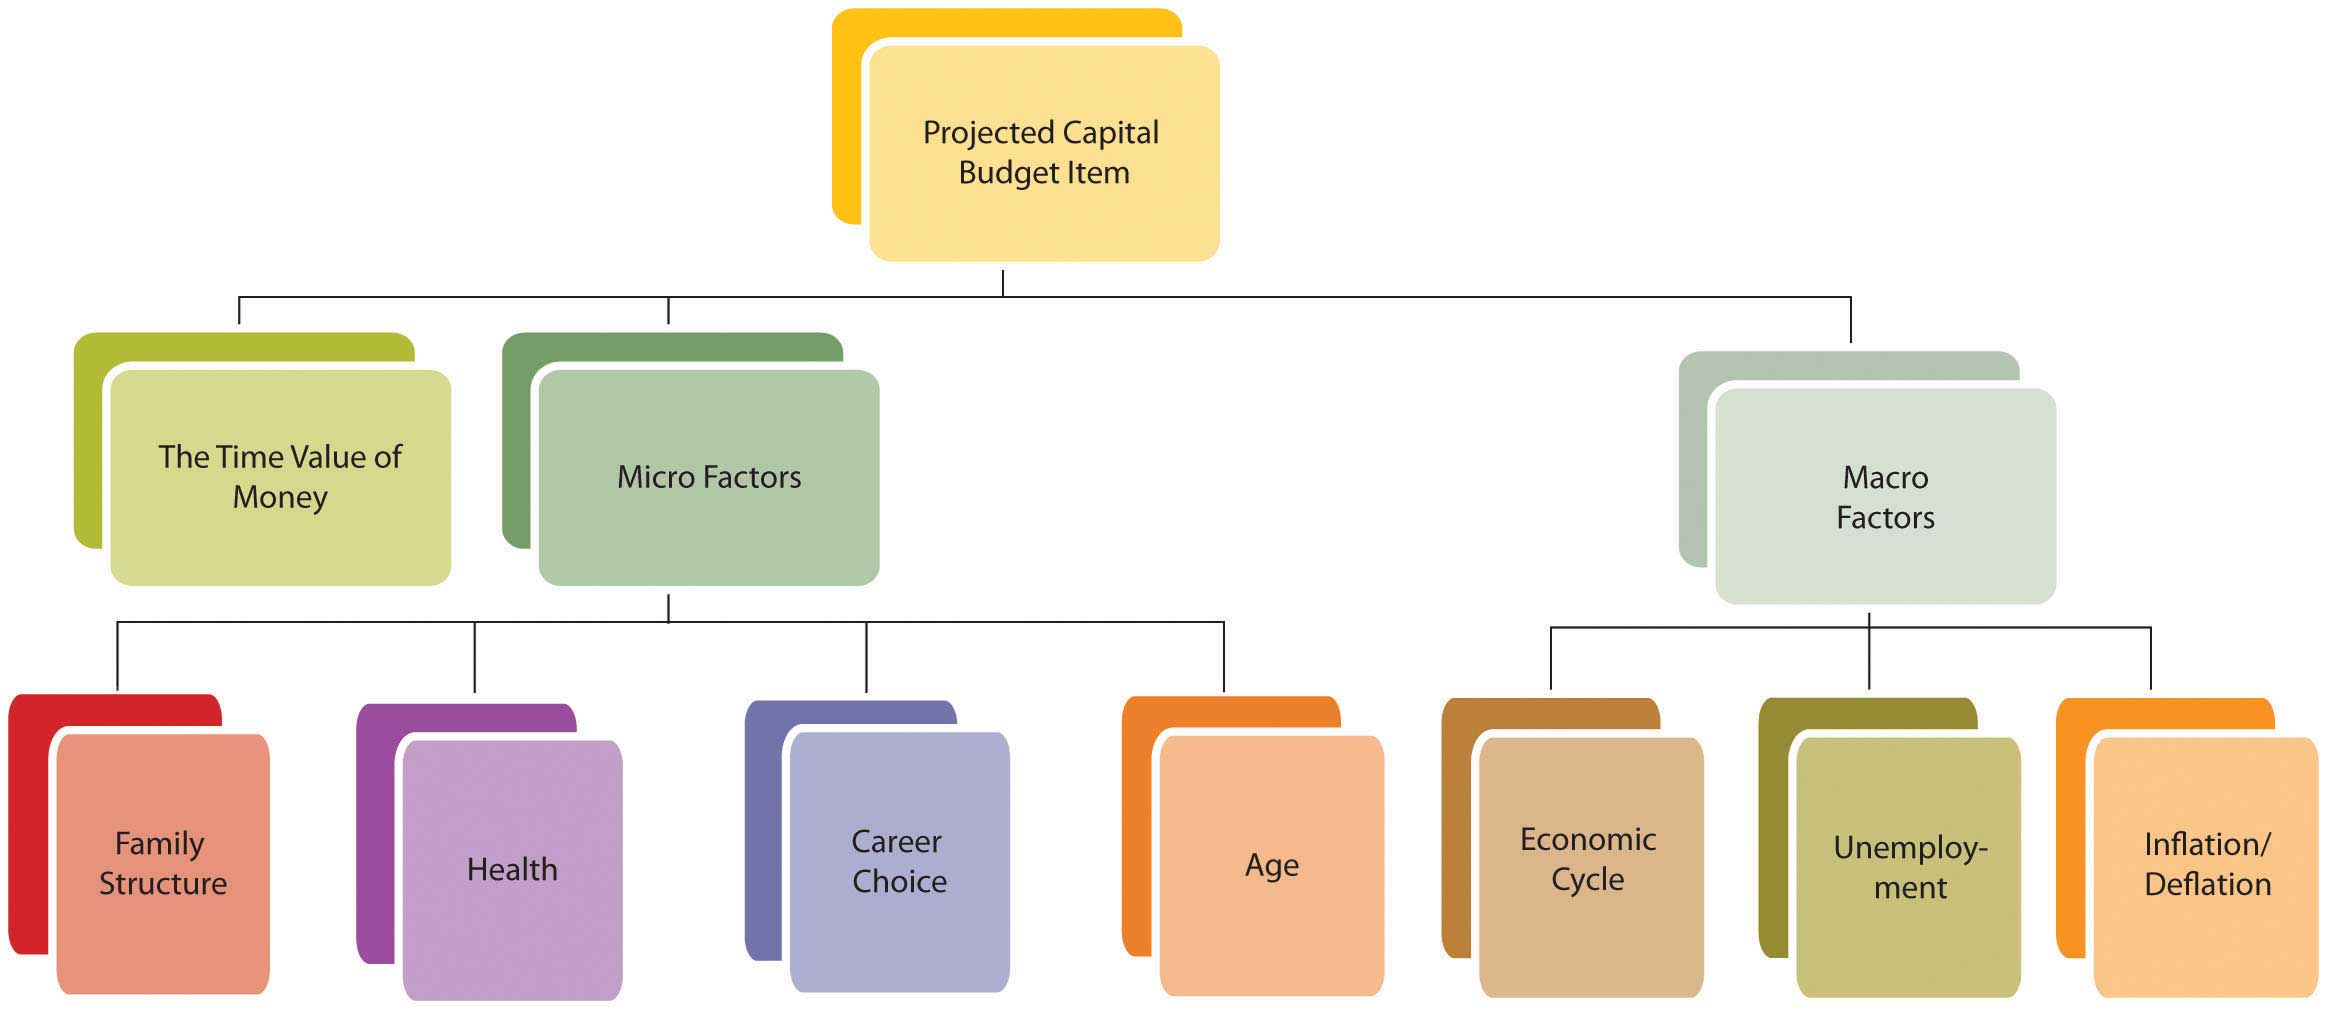 Projected Capital
Budget Item
The Time Value of
Money
Micro Factors
Macro
Factors
Family
Structure
Health
Career
Choice
Age
Economic
Cycle
Unemploy-
ment
Inflation/
Deflation